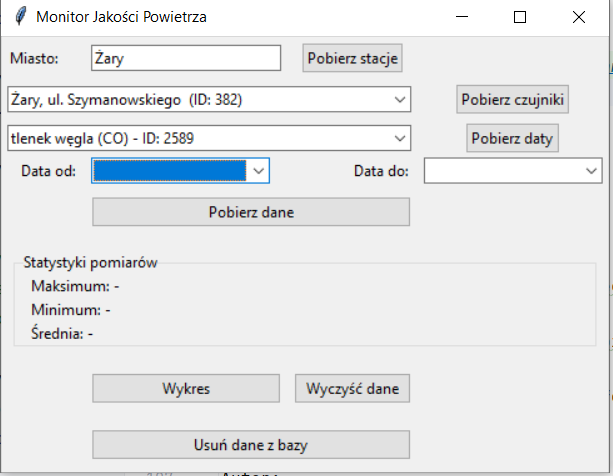 Monitor Jakości Powietrza
Miasto: Żary Pobierz stacje
Żary, ul. Szymanowskiego (ID: 382) Pobierz czujniki
tlenek węgla (CO) - ID: 2589 Pobierz daty
Data od: Data do:
Pobierz dane
Statystyki pomiarów
Maksimum: -
Minimum: -
Średnia: -
Wykres Wyczyść dane
Usuń dane z bazy